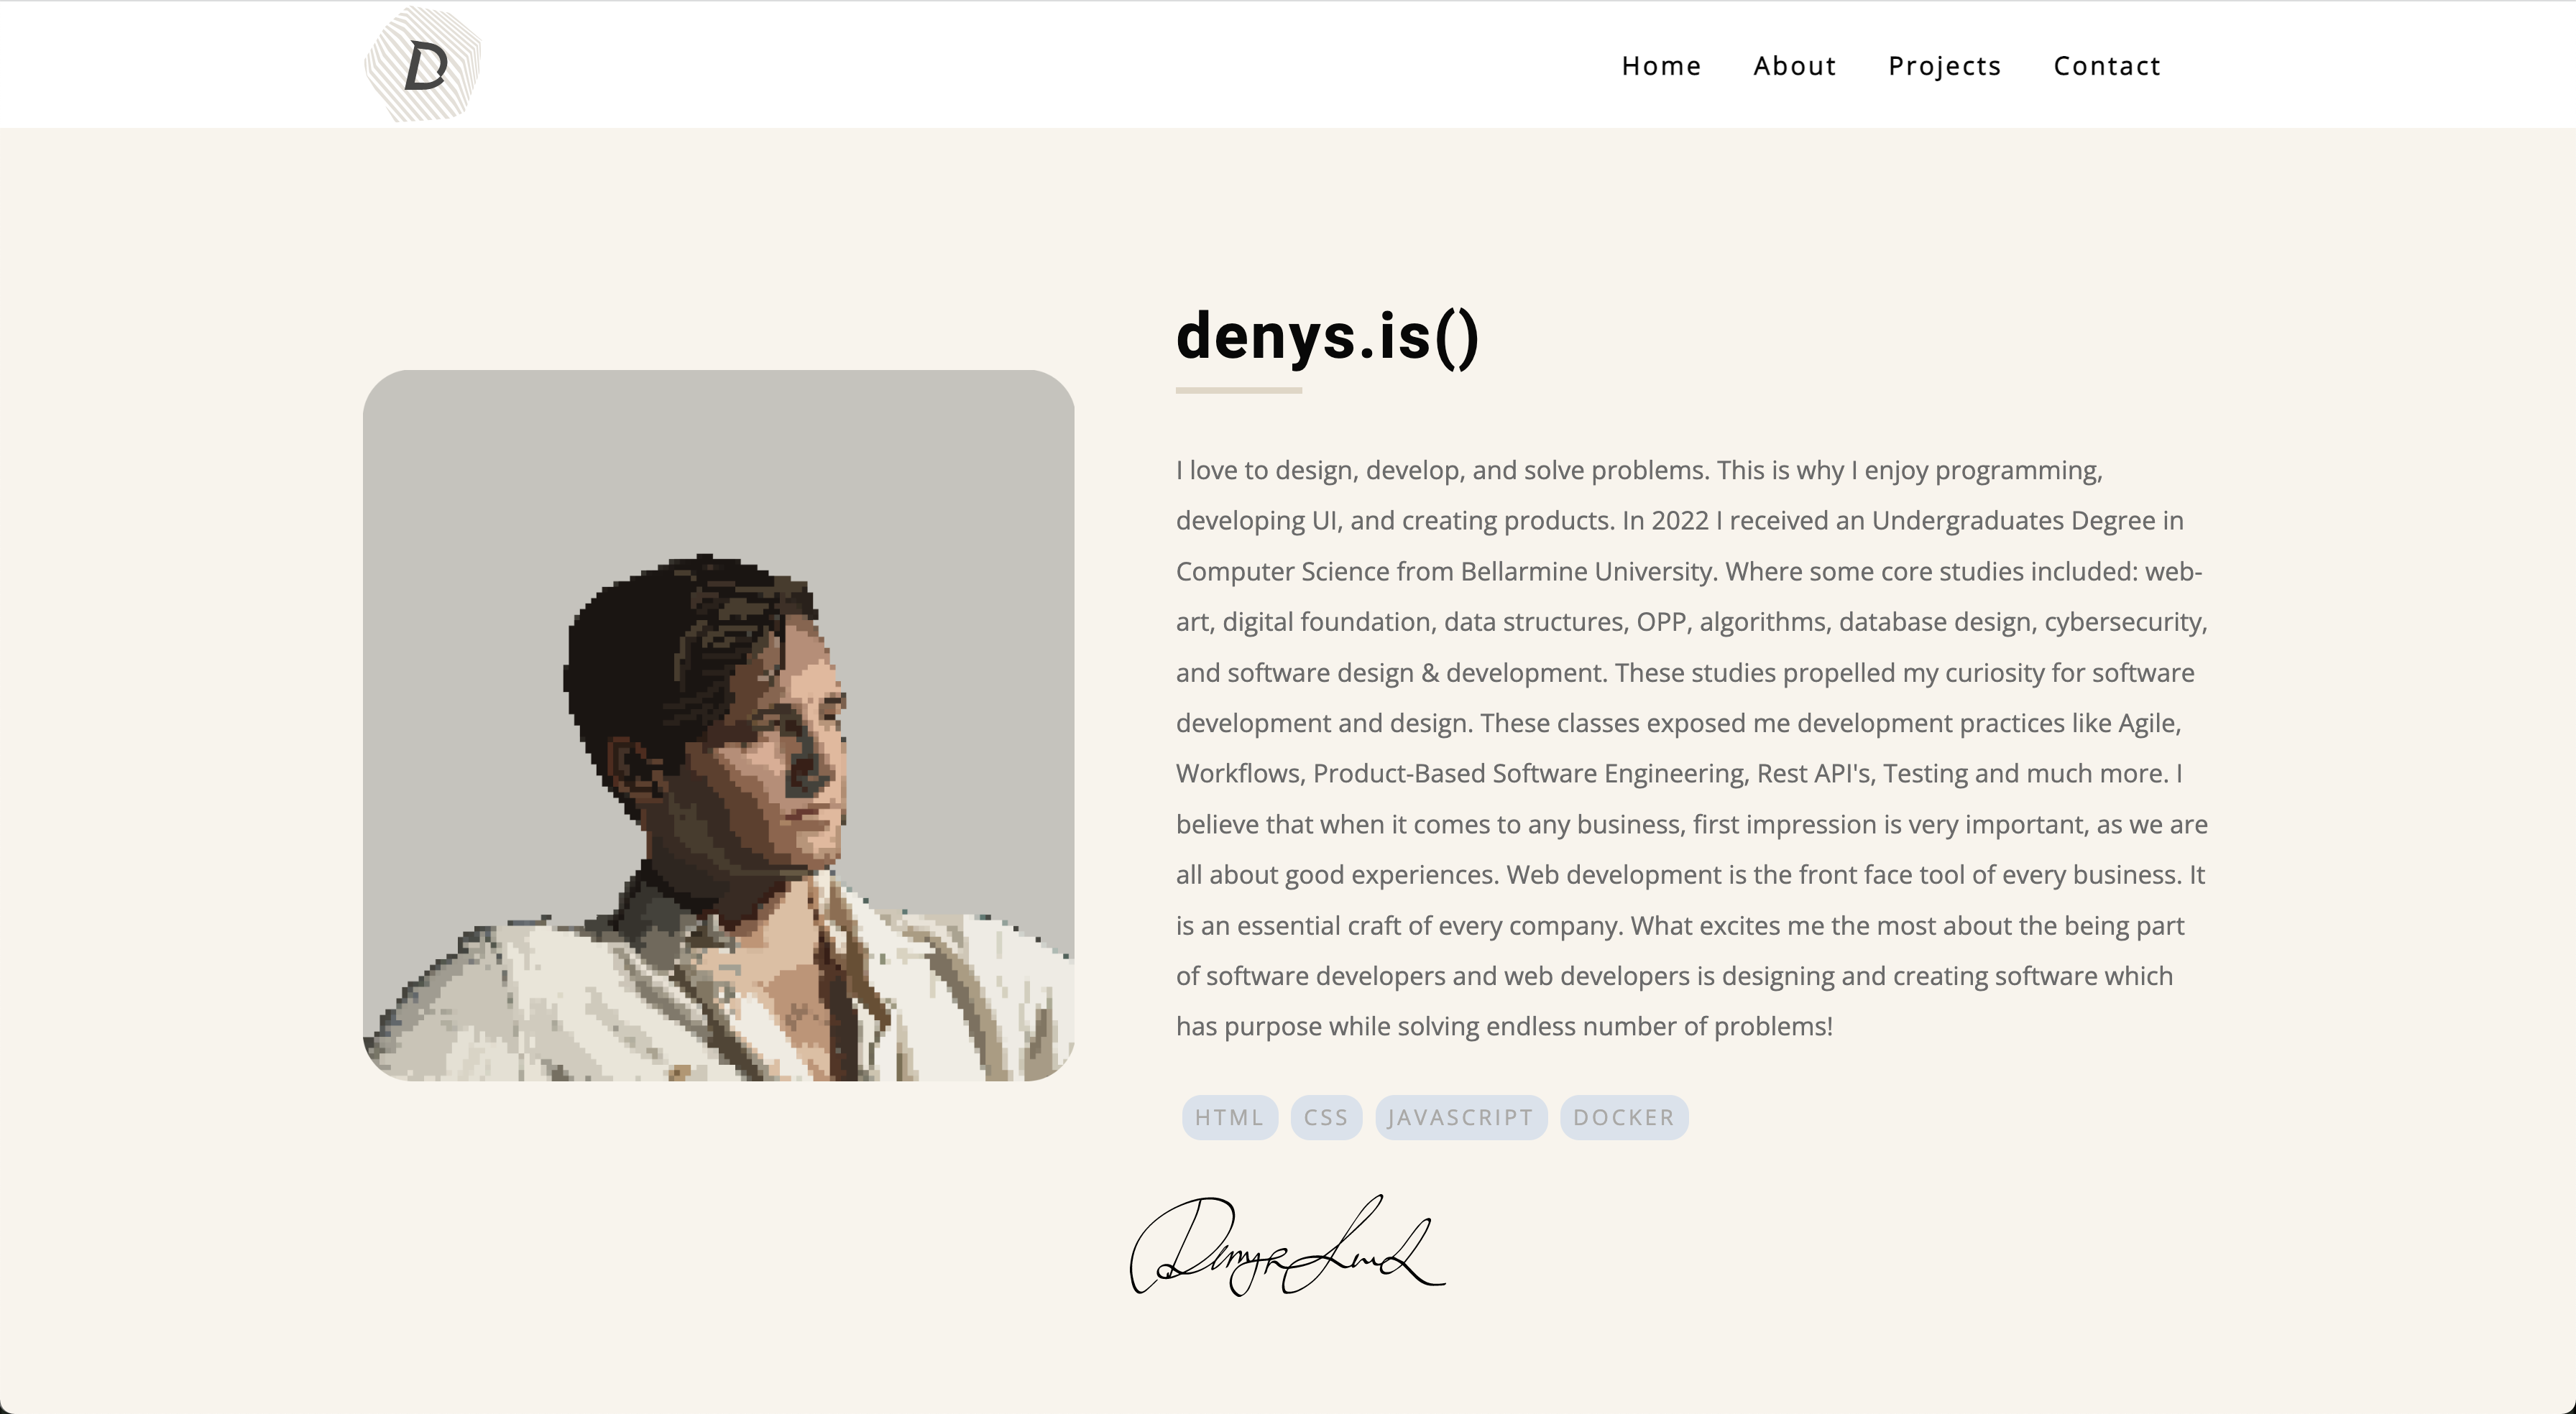 D
Home About Projects Contact
denys.is()
I love to design, develop, and solve problems. This is why I enjoy programming,
developing UI, and creating products. In 2022 I received an Undergraduates Degree in
Computer Science from Bellarmine University. Where some core studies included: web-
art, digital foundation, data structures, OPP, algorithms, database design, cybersecurity,
and software design & development. These studies propelled my curiosity for software
development and design. These classes exposed me development practices like Agile,
Workflows, Product-Based Software Engineering, Rest API's, Testing and much more. I
believe that when it comes to any business, first impression is very important, as we are
all about good experiences. Web development is the front face tool of every business. It
is an essential craft of every company. What excites me the most about the being part
of software developers and web developers is designing and creating software which
has purpose while solving endless number of problems!
HTML CSS JAVASCRIPT DOCKER
Denys